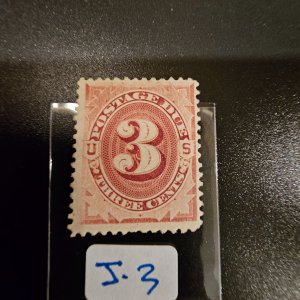 POSTAGE DUE
U 3 S
THREE CENTS
J.3